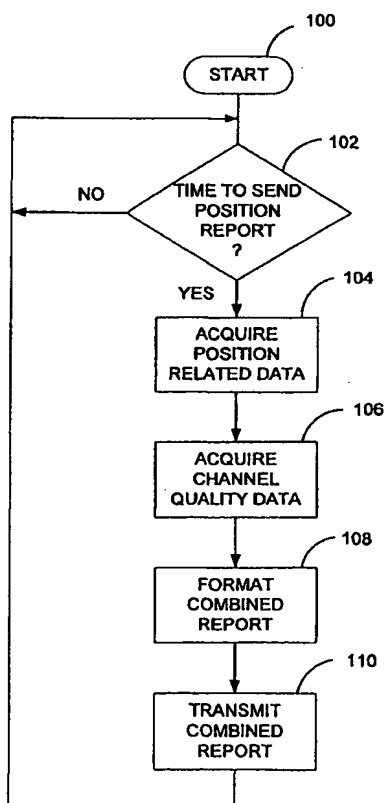 100
START
102
NO
TIME TO SEND
POSITION
REPORT
?
YES
104
ACQUIRE
POSITION
RELATED DATA
106
ACQUIRE
CHANNEL
QUALITY DATA
108
FORMAT
COMBINED
REPORT
110
TRANSMIT
COMBINED
REPORT